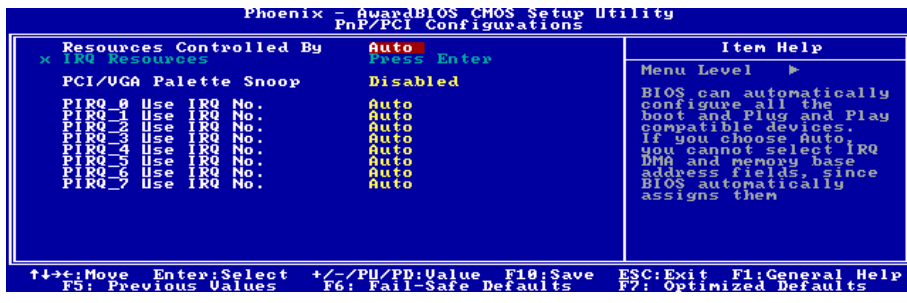 Phoenix - AwardBIOS CMOS Setup Utility
PnP/PCI Configurations
Resources Controlled By Auto
x IRQ Resources Press Enter
PCI/VGA Palette Snoop Disabled
PIRQ_0 Use IRQ No. Auto
PIRQ_1 Use IRQ No. Auto
PIRQ_2 Use IRQ No. Auto
PIRQ_3 Use IRQ No. Auto
PIRQ_4 Use IRQ No. Auto
PIRQ_5 Use IRQ No. Auto
PIRQ_6 Use IRQ No. Auto
PIRQ_7 Use IRQ No. Auto
Item Help
Menu Level ►
BIOS can automatically
configure all the
boot and Plug and Play
compatible devices.
If you choose Auto,
you cannot select IRQ
DMA and memory base
address fields, since
BIOS automatically
assigns them
↑↓→←:Move Enter:Select +/-/PU/PD:Value F10:Save ESC:Exit F1:General Help
F5: Previous Values F6: Fail-Safe Defaults F7: Optimized Defaults